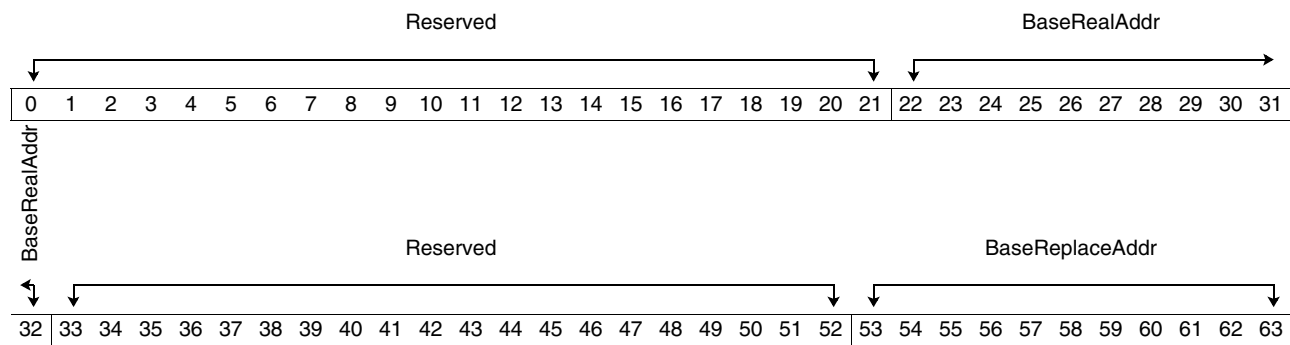 Reserved BaseRealAddr
0 1 2 3 4 5 6 7 8 9 10 11 12 13 14 15 16 17 18 19 20 21 22 23 24 25 26 27 28 29 30 31
BaseRealAddr
Reserved BaseReplaceAddr
32 33 34 35 36 37 38 39 40 41 42 43 44 45 46 47 48 49 50 51 52 53 54 55 56 57 58 59 60 61 62 63